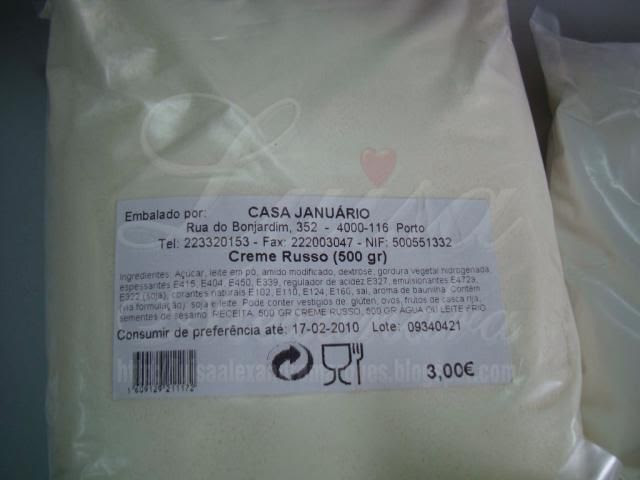 Luisa
Embalado por: CASA JANUÁRIO
Rua do Bonjardim, 352 - 4000-116 Porto
Tel: 223320153 - Fax: 222003047 - NIF: 500551332
Creme Russo (500 gr)
Ingredientes: Açucar, leite em pó, amido modificado, dextrose, gordura vegetal hidrogenada,
espessantes E415, E404, E450, E339, regulador de acidez E327, emulsionantes E472a,
E322 (soja), corantes naturais E102, E110, E124, E160, sal, aroma de baunilha. Contém
(na formulação) soja e leite. Pode conter vestigios de glúten, ovos, frutos de casca rija,
sementes de sésamo. RECEITA: 500 GR CREME RUSSO, 500 GR ÁGUA OU LEITE FRIO
Consumir de preferência até: 17-02-2010 Lote: 09340421
3,00€